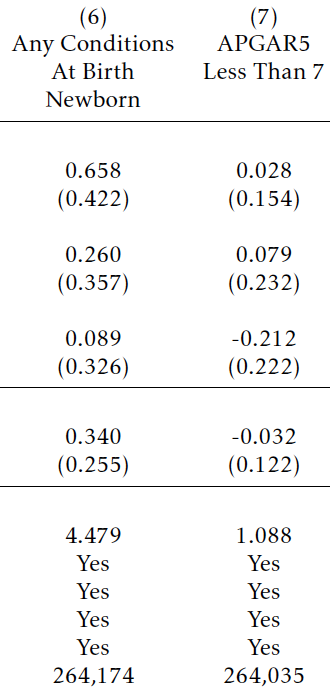 (6) (7)
Any Conditions APGAR5
At Birth Less Than 7
Newborn
0.658 0.028
(0.422) (0.154)
0.260 0.079
(0.357) (0.232)
0.089 -0.212
(0.326) (0.222)
0.340 -0.032
(0.255) (0.122)
4.479 1.088
Yes Yes
Yes Yes
Yes Yes
Yes Yes
264,174 264,035